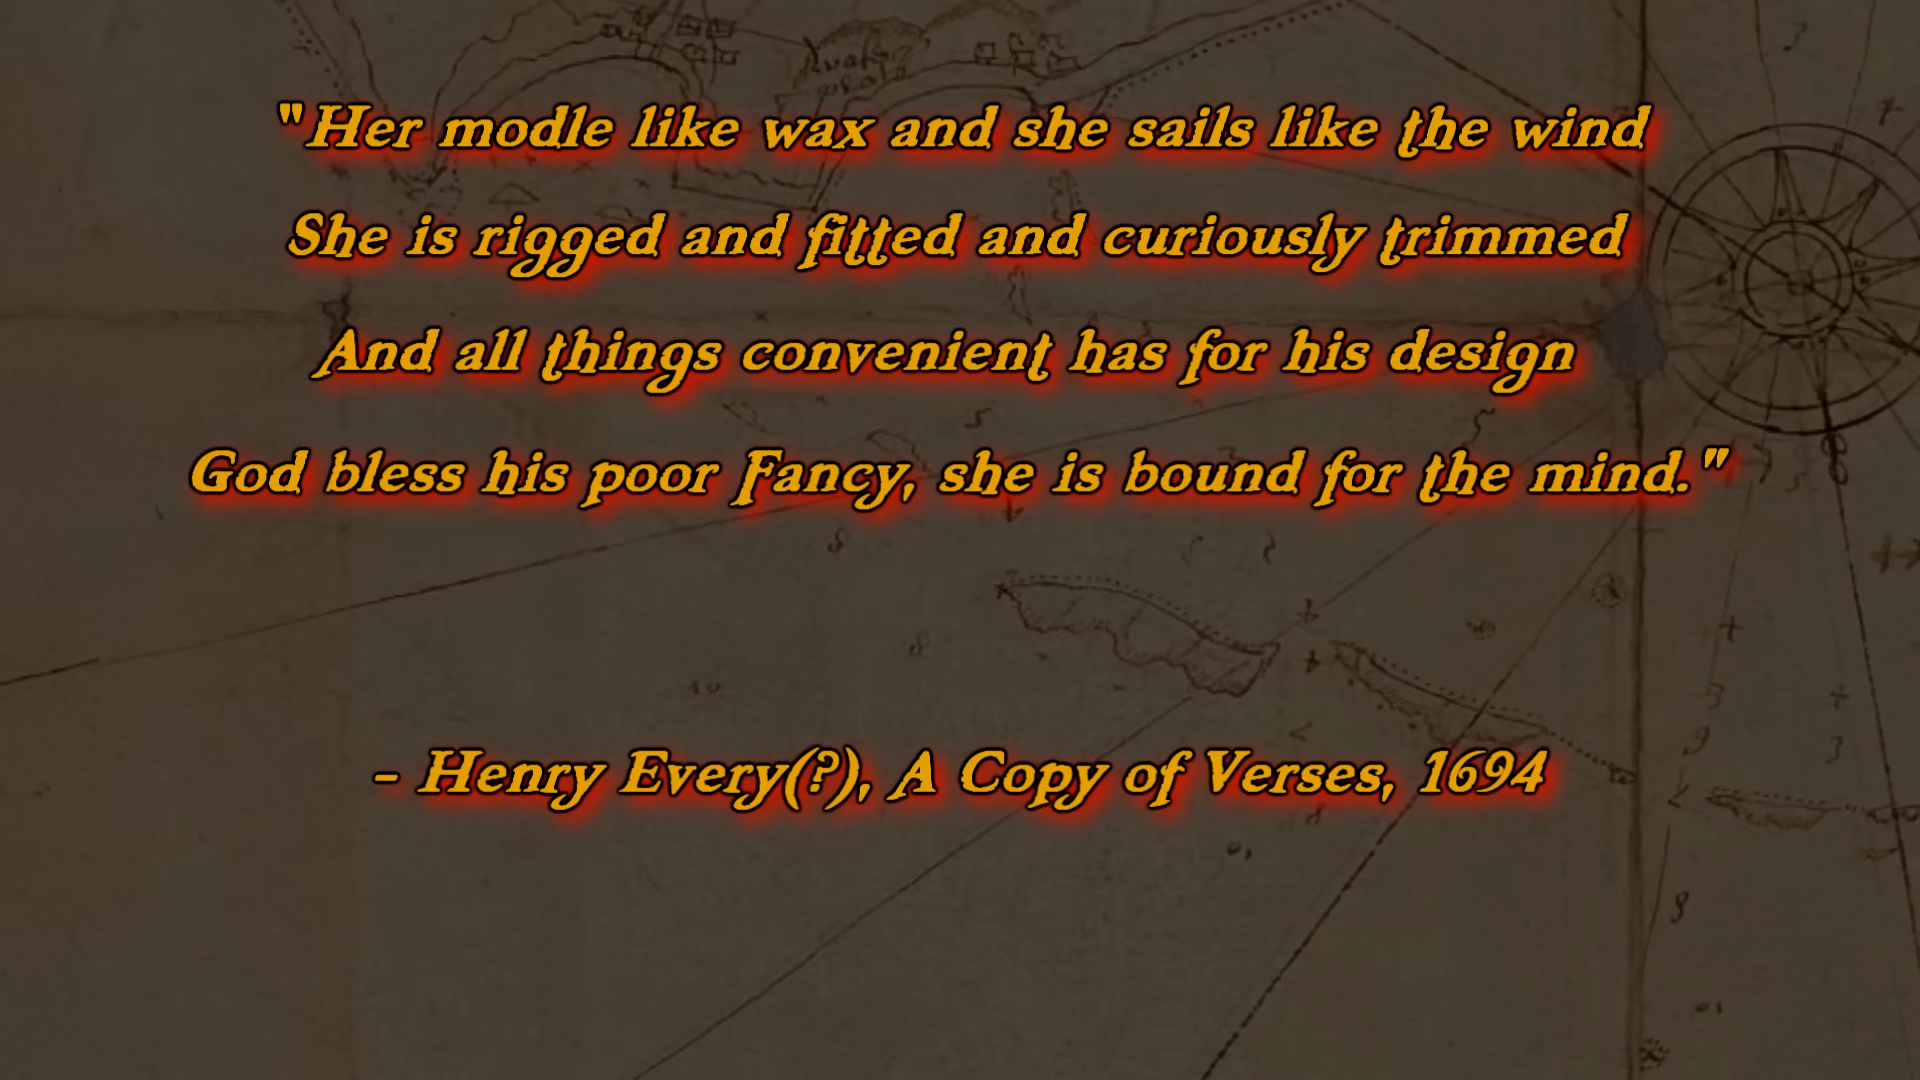 "Her modle like wax and she sails like the wind
She is rigged and fitted and curiously trimmed
And all things convenient has for his design
God bless his poor Fancy, she is bound for the mind."
- Henry Every(?), A Copy of Verses, 1694